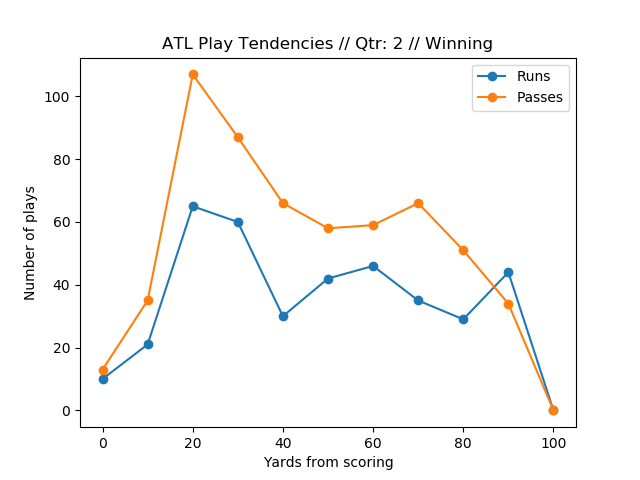 ATL Play Tendencies // Qtr: 2 // Winning
Runs
Passes
Number of plays
100
80
60
40
20
0
0 20 40 60 80 100
Yards from scoring